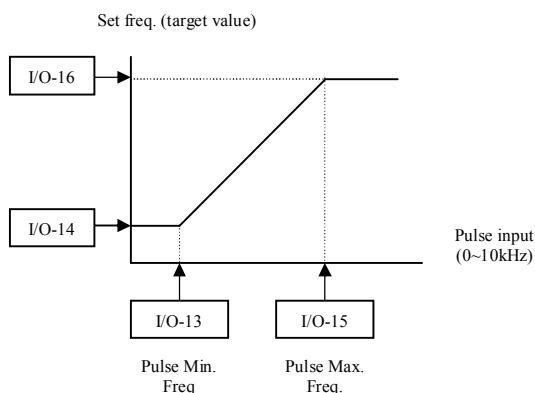 Set freq. (target value)
I/O-16
I/O-14
Pulse input
(0~10kHz)
I/O-13
I/O-15
Pulse Min.
Freq
Pulse Max.
Freq.